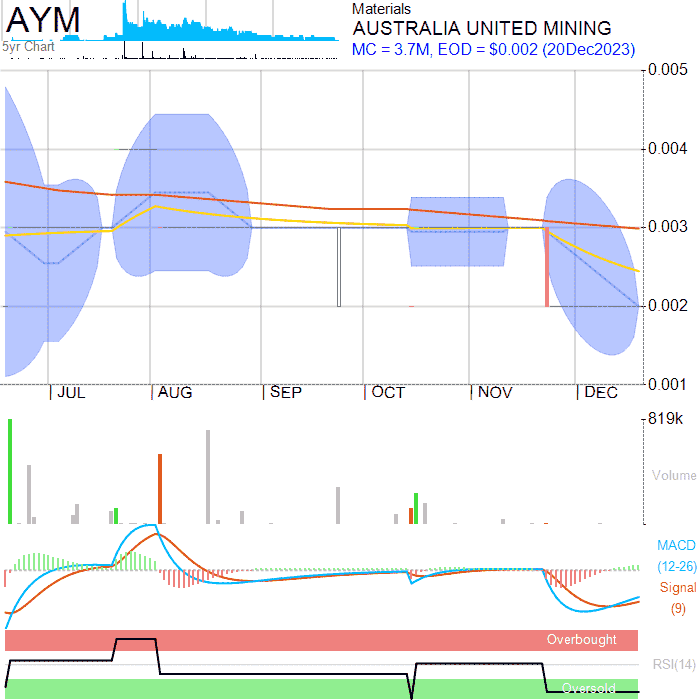 AYM
5yr Chart
Materials
AUSTRALIA UNITED MINING
MC = 3.7M, EOD = $0.002 (20Dec2023)
0.005
0.004
0.003
0.002
0.001
JUL AUG SEP OCT NOV DEC
819k
Volume
MACD
(12-26)
Signal
(9)
Overbought
RSI(14)
Oversold